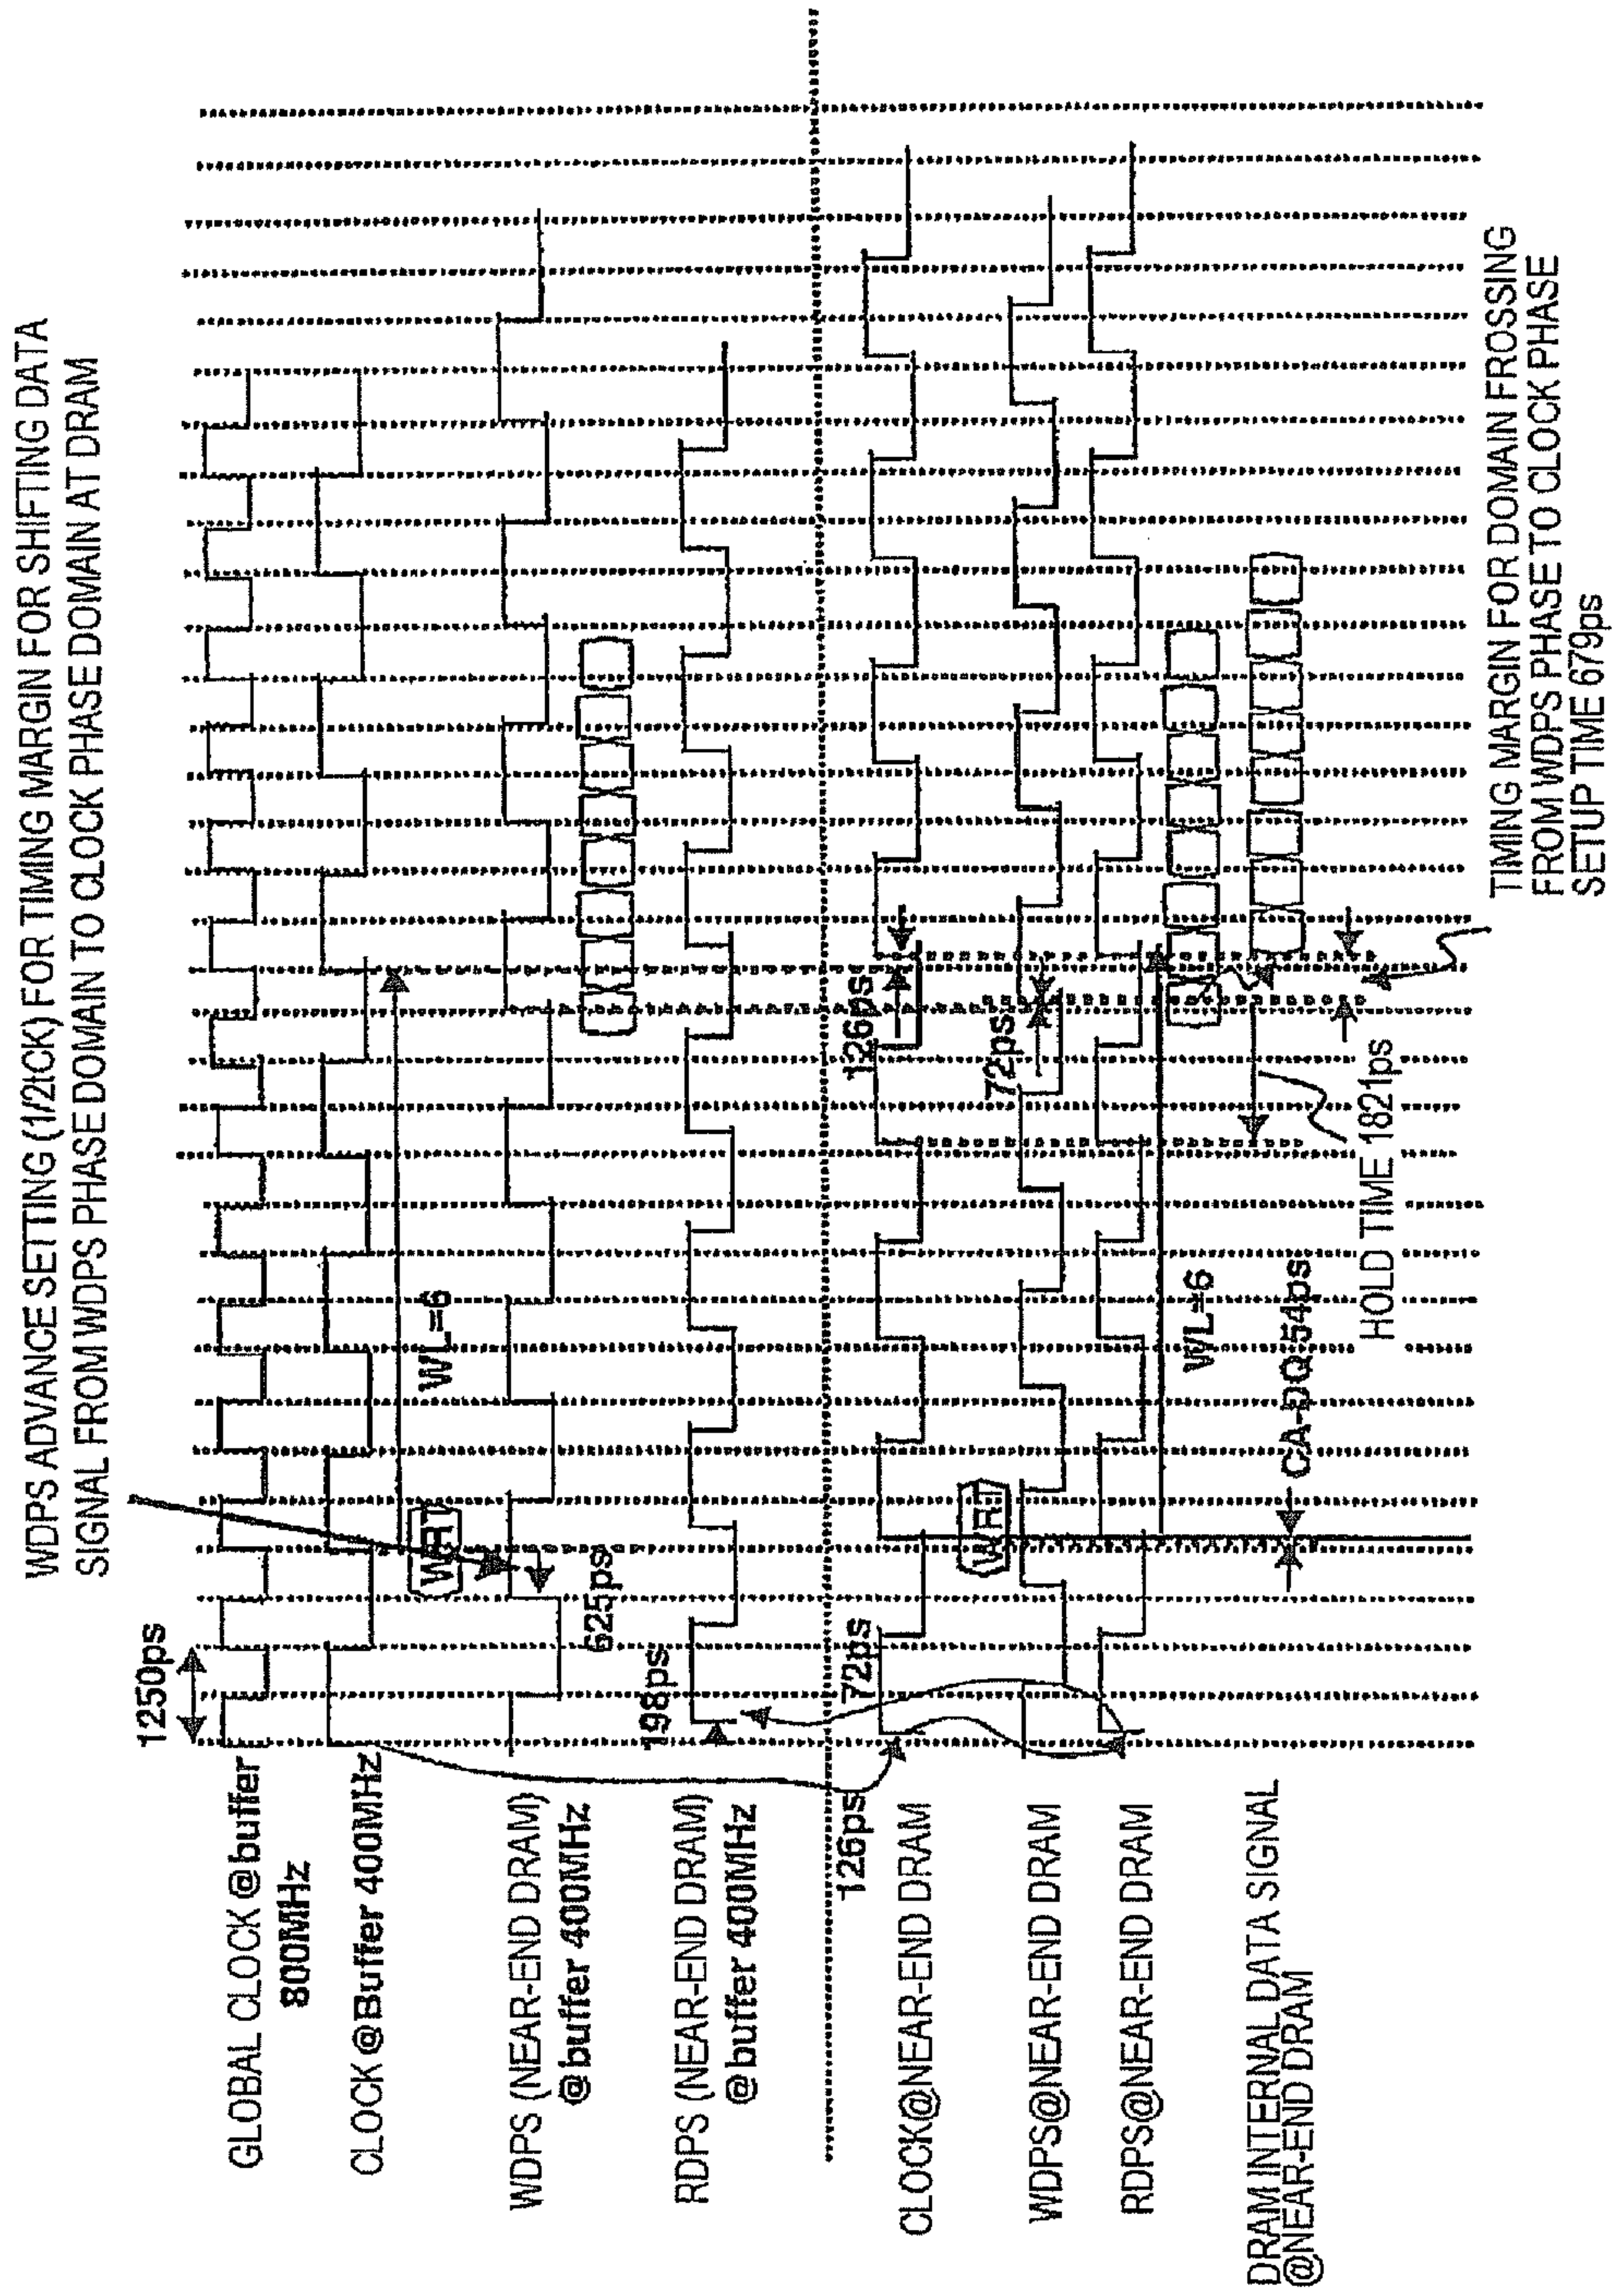 WDPS ADVANCE SETTING (1/2tCK) FOR TIMING MARGIN FOR SHIFTING DATA
SIGNAL FROM WDPS PHASE DOMAIN TO CLOCK PHASE DOMAIN AT DRAM
1250ps
GLOBAL CLOCK @buffer
800MHz
CLOCK @Buffer 400MHz
WL=6
WRT
WDPS (NEAR-END DRAM)
@buffer 400MHz
625ps
198ps
RDPS (NEAR-END DRAM)
@buffer 400MHz
126ps
72ps
126ps
CLOCK@NEAR-END DRAM
WRT
72ps
WDPS@NEAR-END DRAM
RDPS@NEAR-END DRAM
WL=6
DRAM INTERNAL DATA SIGNAL
@NEAR-END DRAM
CA-DQ 54ps
HOLD TIME 1821ps
TIMING MARGIN FOR DOMAIN FROSSING
FROM WDPS PHASE TO CLOCK PHASE
SETUP TIME 679ps